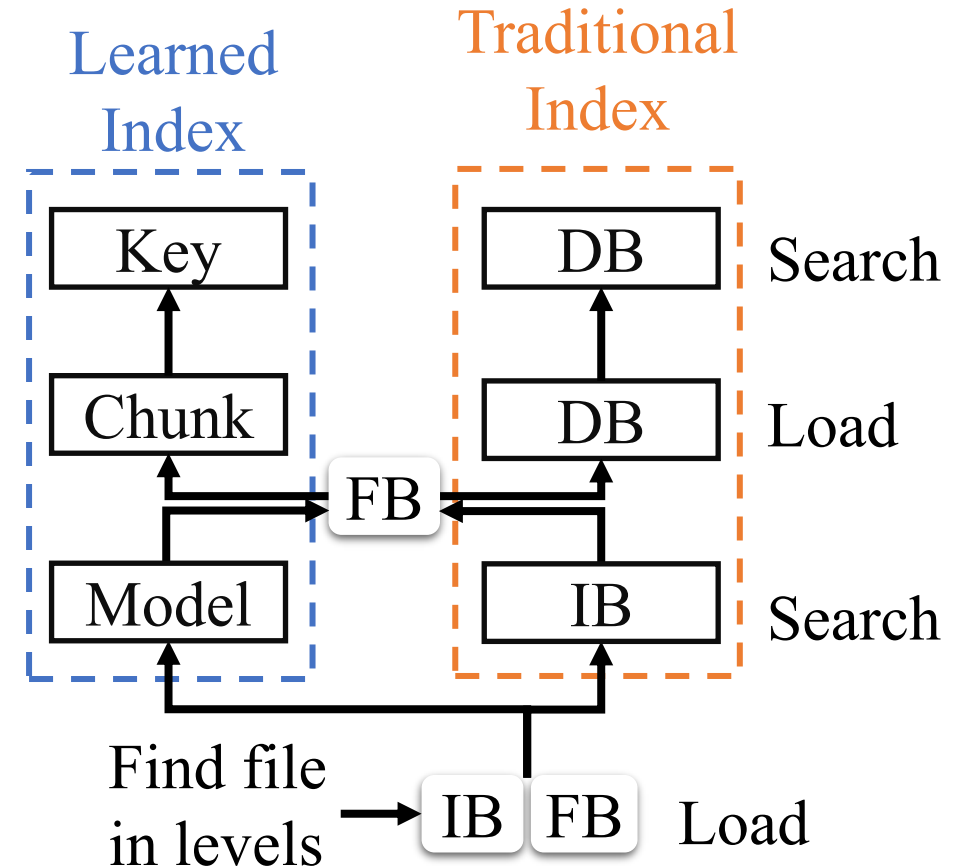 Learned
Index
Traditional
Index
Key
DB
Search
Chunk
DB
Load
FB
Model
IB
Search
Find file
in levels
IB
FB
Load